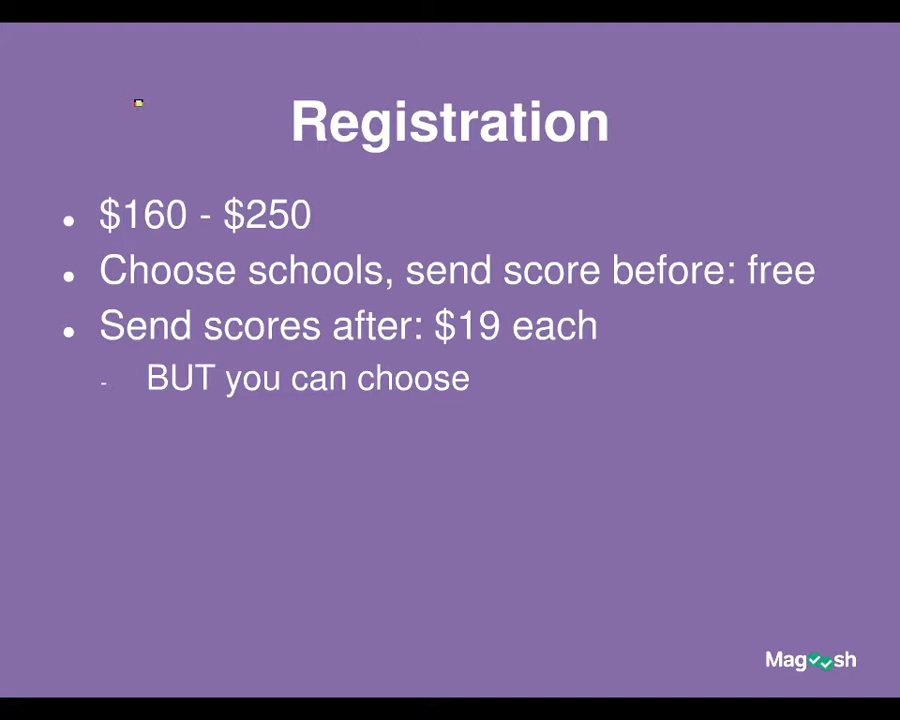 Registration
$160 - $250
Choose schools, send score before: free
Send scores after: $19 each
- BUT you can choose
Magoosh